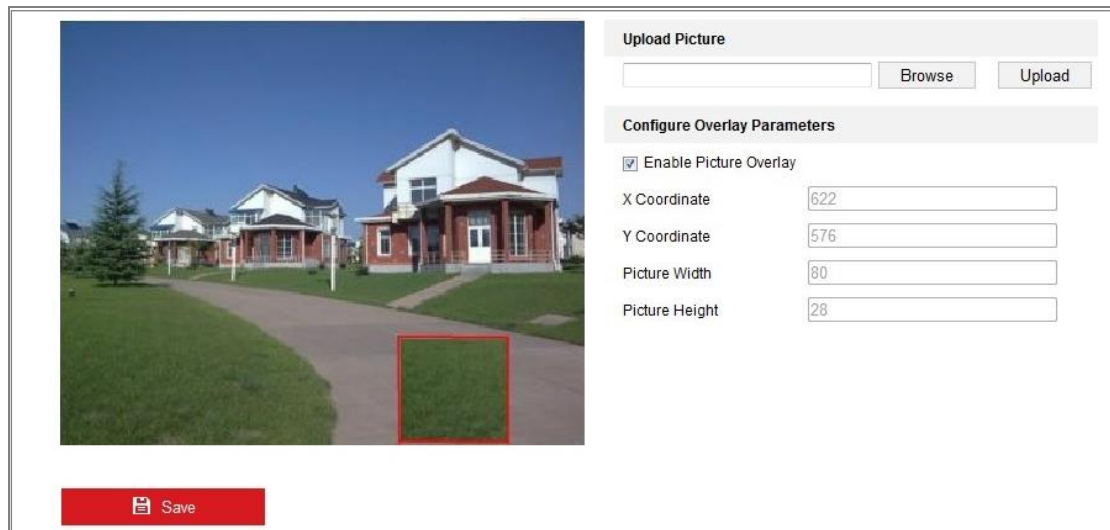 Upload Picture
Browse Upload
Configure Overlay Parameters
Enable Picture Overlay
X Coordinate 622
Y Coordinate 576
Picture Width 80
Picture Height 28
Save